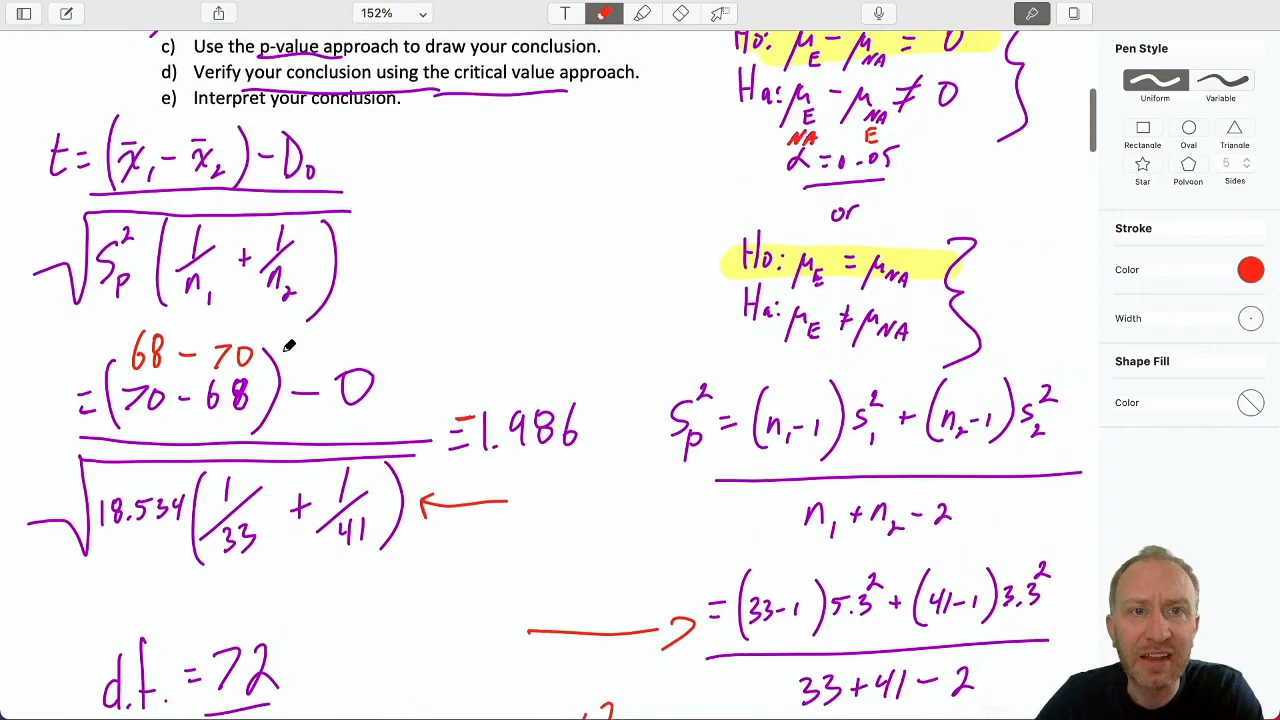 152%
T
c) Use the p-value approach to draw your conclusion.
d) Verify your conclusion using the critical value approach.
e) Interpret your conclusion.
t = (x̄₁ - x̄₂) - D₀
√ Sp² (1/n₁ + 1/n₂)
68 - 70
= (70 - 68) - 0
= 1.986
√ 18.534 (1/33 + 1/41)
d.f. = 72
Ho: μE - μNA = 0
Ha: μE - μNA ≠ 0
NA E
α = 0.05
or
Ho: μE = μNA
Ha: μE ≠ μNA
Sp² = (n₁-1) s₁² + (n₂-1) s₂²
n₁ + n₂ - 2
= (33-1) 5.3² + (41-1) 3.3²
33 + 41 - 2
Pen Style
Uniform Variable
Rectangle Oval Triangle
Star Polygon 5 Sides
Stroke
Color
Width
Shape Fill
Color